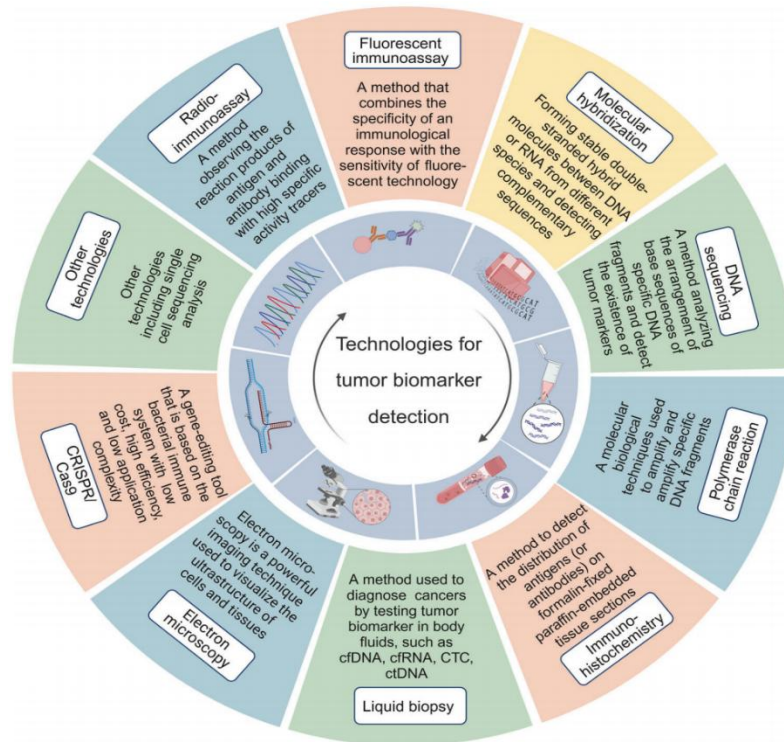 Technologies for
tumor biomarker
detection
Fluorescent
immunoassay
A method that
combines the
specificity of an
immunological
response with the
sensitivity of fluore-
scent technology
Molecular
hybridization
Forming stable double-
stranded hybrid
molecules between DNA
or RNA from different
species and detecting
complementary
sequences
DNA
sequencing
A method analyzing
the arrangement of
base sequences of
specific DNA
fragments and detect
the existence of
tumor markers
Polymerase
chain reaction
A molecular
biological
techniques used
to amplify and
amplify specific
DNA fragments
A method to detect
the distribution of
antigens (or
antibodies) on
formalin-fixed
paraffin-embedded
tissue sections
Immuno-
histochemistry
A method used to
diagnose cancers
by testing tumor
biomarker in body
fluids, such as
cfDNA, cfRNA, CTC,
ctDNA
Liquid biopsy
Electron micro-
scopy is a powerful
imaging technique
used to visualize the
ultrastructure of
cells and tissues
Electron
microscopy
CRISPR/
Cas9
A gene-editing tool
that is based on the
bacterial immune
system with low
cost, high efficiency,
and low application
complexity
Other
technologies
Other
technologies
including single
cell sequencing
analysis
Radio-
immunoassay
A method
observing the
reaction products of
antigen and
antibody binding
with high specific
activity tracers